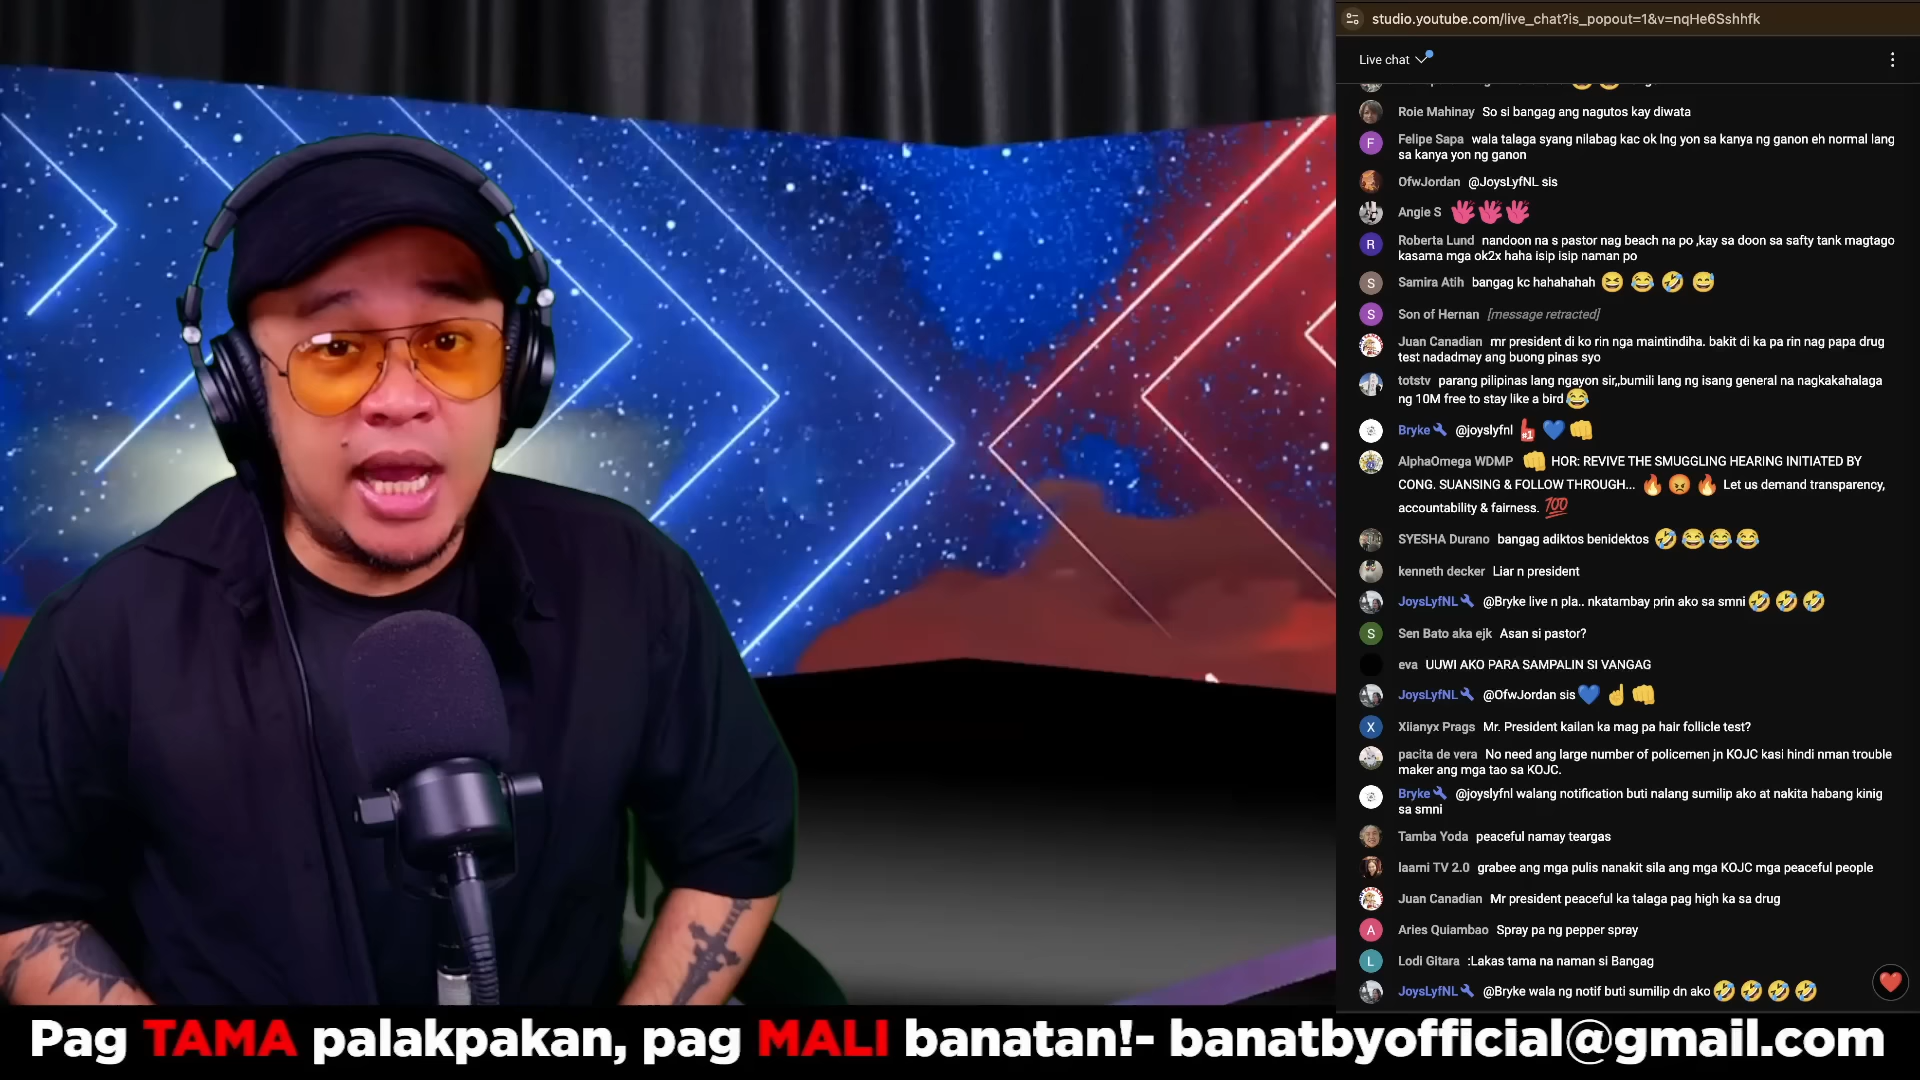 studio.youtube.com/live_chat?is_popout=1&v=nqHe6Sshhfk
Live chat
Roie Mahinay So si bangag ang nagutos kay diwata
F Felipe Sapa wala talaga syang nilabag kac ok lng yon sa kanya ng ganon eh normal lang
sa kanya yon ng ganon
OfwJordan @JoysLyfNL sis
Angie S
R Roberta Lund nandoon na s pastor nag beach na po ,kay sa doon sa safty tank magtago
kasama mga ok2x haha isip isip naman po
S Samira Atih bangag kc hahahahah 😆 😂 🤣 😅
S Son of Hernan [message retracted]
Juan Canadian mr president di ko rin nga maintindiha. bakit di ka pa rin nag papa drug
test nadadmay ang buong pinas syo
totstv parang pilipinas lang ngayon sir,,bumili lang ng isang general na nagkakahalaga
ng 10M free to stay like a bird 😂
Bryke @joyslyfnl #1 💙 👊
AlphaOmega WDMP 👊 HOR: REVIVE THE SMUGGLING HEARING INITIATED BY
CONG. SUANSING & FOLLOW THROUGH... 🔥 😡 🔥 Let us demand transparency,
accountability & fairness. 💯
SYESHA Durano bangag adiktos benidektos 🤣 😂 😂 😂
kenneth decker Liar n president
JoysLyfNL @Bryke live n pla.. nkatambay prin ako sa smni 🤣 🤣 🤣
S Sen Bato aka ejk Asan si pastor?
eva UUWI AKO PARA SAMPALIN SI VANGAG
JoysLyfNL @OfwJordan sis 💙 ☝ 👊
X Xiianyx Prags Mr. President kailan ka mag pa hair follicle test?
pacita de vera No need ang large number of policemen jn KOJC kasi hindi nman trouble
maker ang mga tao sa KOJC.
Bryke @joyslyfnl walang notification buti nalang sumilip ako at nakita habang kinig
sa smni
Tamba Yoda peaceful namay teargas
laarni TV 2.0 grabee ang mga pulis nanakit sila ang mga KOJC mga peaceful people
Juan Canadian Mr president peaceful ka talaga pag high ka sa drug
A Aries Quiambao Spray pa ng pepper spray
L Lodi Gitara :Lakas tama na naman si Bangag
JoysLyfNL @Bryke wala ng notif buti sumilip dn ako 🤣 🤣 🤣 🤣
Pag TAMA palakpakan, pag MALI banatan!- banatbyofficial@gmail.com